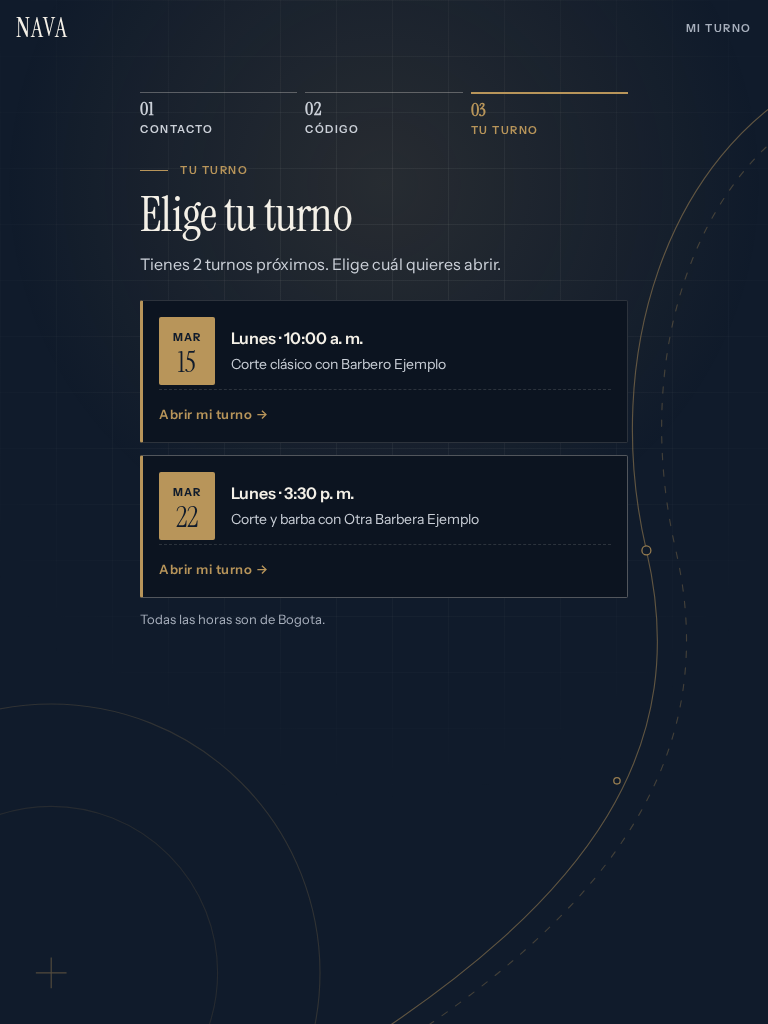 NAVA
MI TURNO
01
CONTACTO
02
CÓDIGO
03
TU TURNO
TU TURNO
Elige tu turno
Tienes 2 turnos próximos. Elige cuál quieres abrir.
MAR
15
Lunes · 10:00 a. m.
Corte clásico con Barbero Ejemplo
Abrir mi turno →
MAR
22
Lunes · 3:30 p. m.
Corte y barba con Otra Barbera Ejemplo
Abrir mi turno →
Todas las horas son de Bogota.